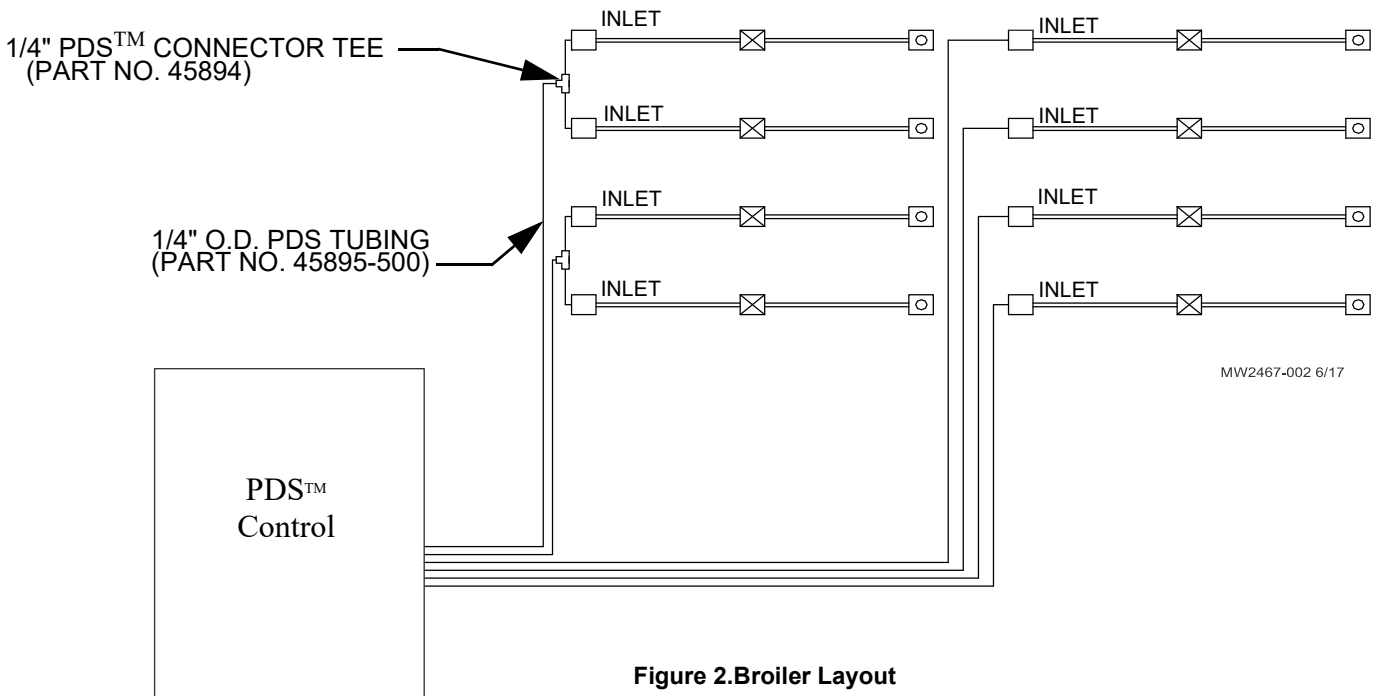 1/4" PDS™ CONNECTOR TEE
(PART NO. 45894)
INLET
INLET
INLET
INLET
1/4" O.D. PDS TUBING
(PART NO. 45895-500)
INLET
INLET
INLET
INLET
MW2467-002 6/17
PDS™
Control
Figure 2.Broiler Layout